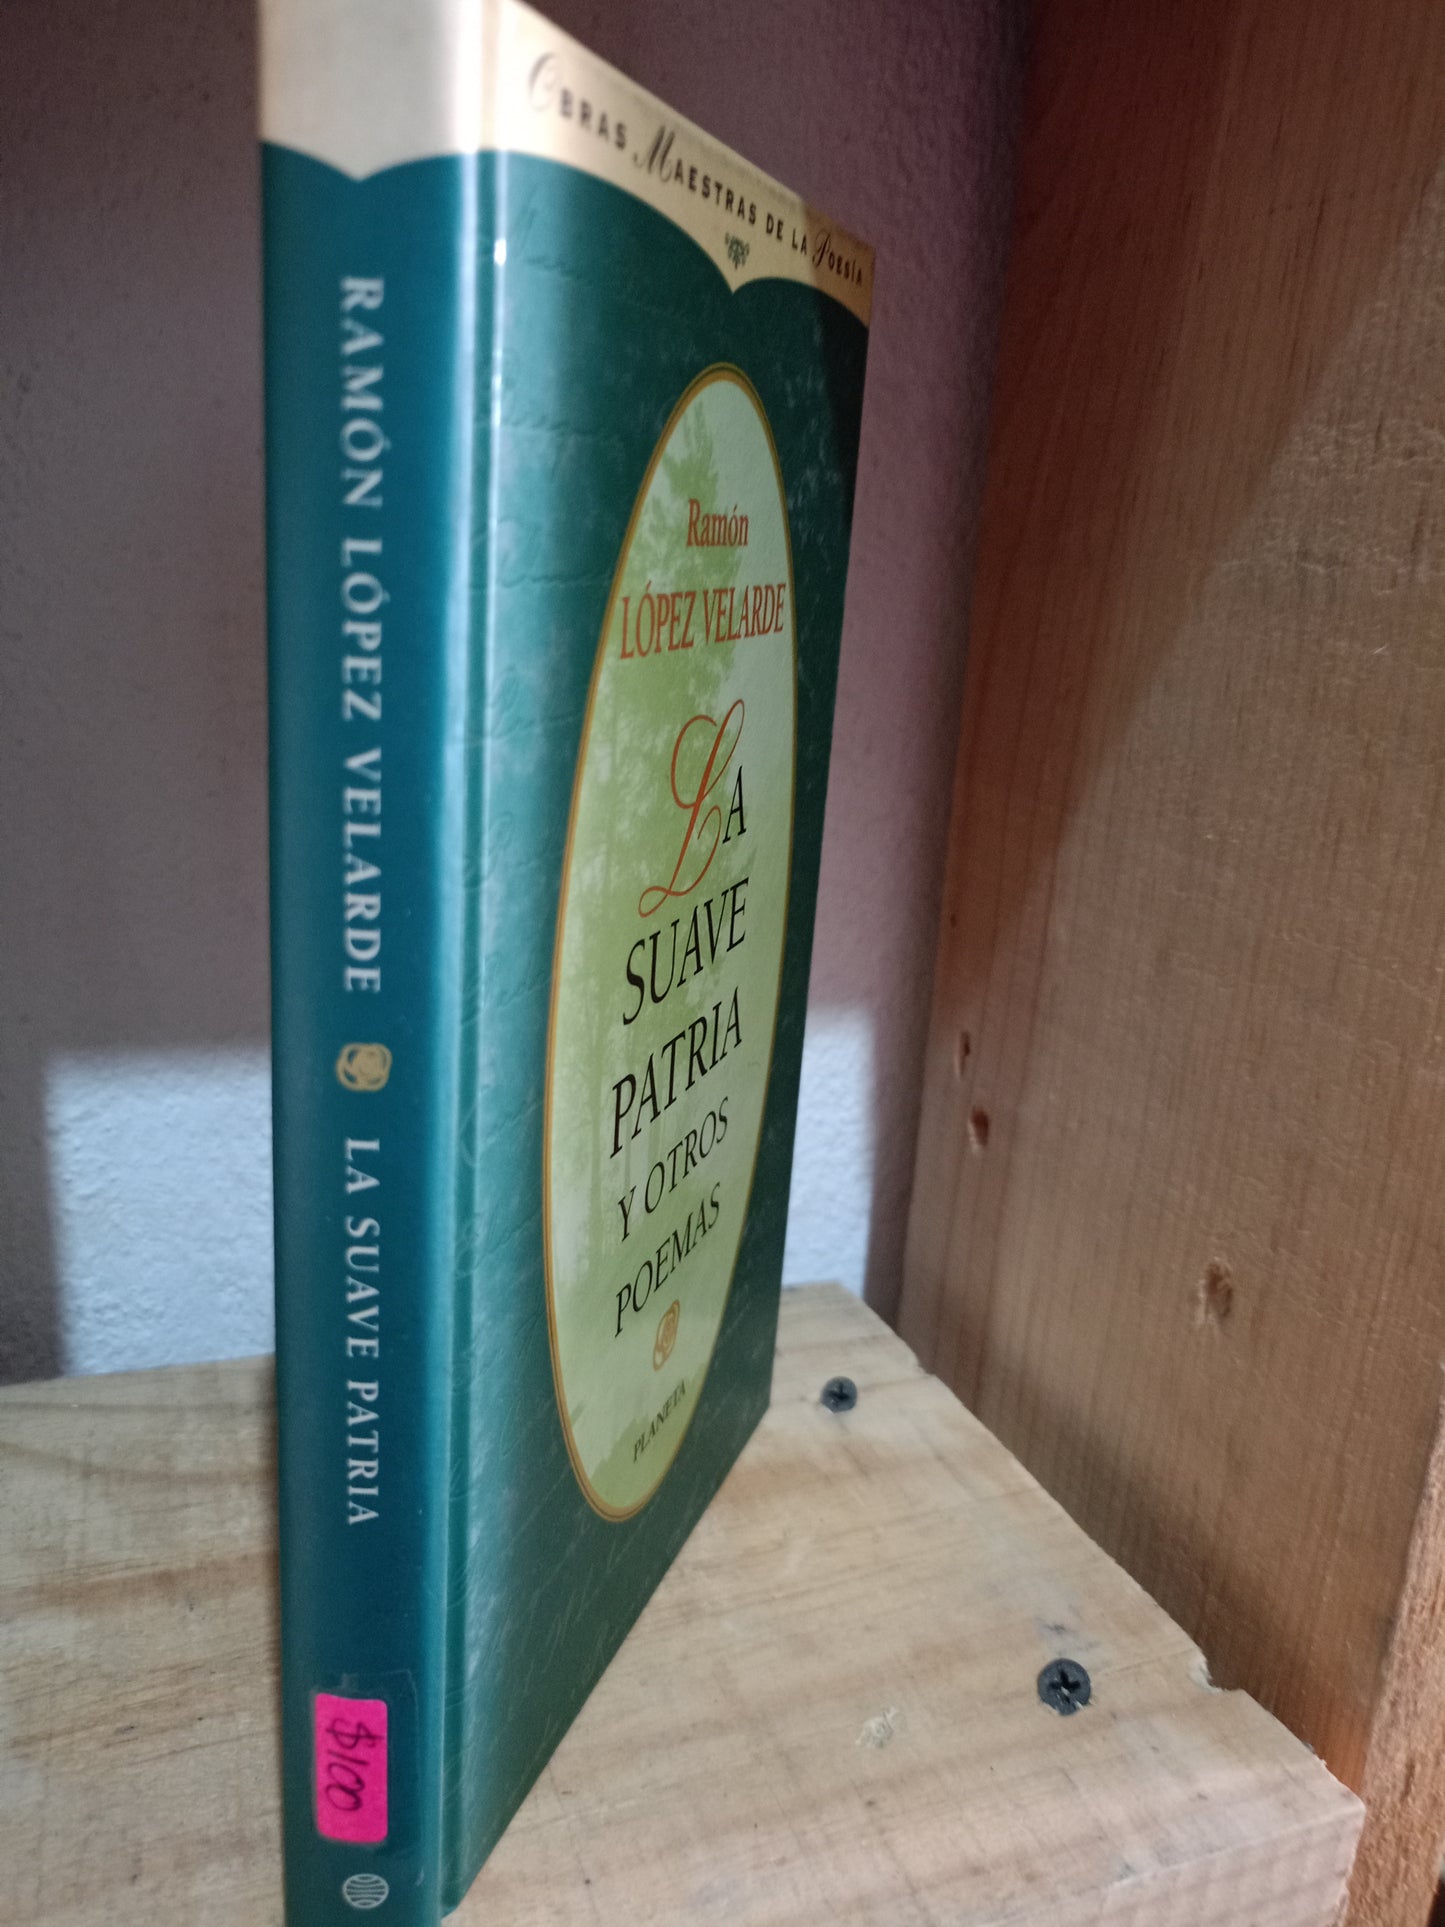 OBRAS MAESTRAS DE LA POESÍA
Ramón
LÓPEZ VELARDE
LA
SUAVE
PATRIA
Y OTROS
POEMAS
PLANETA
RAMÓN LÓPEZ VELARDE LA SUAVE PATRIA
$100